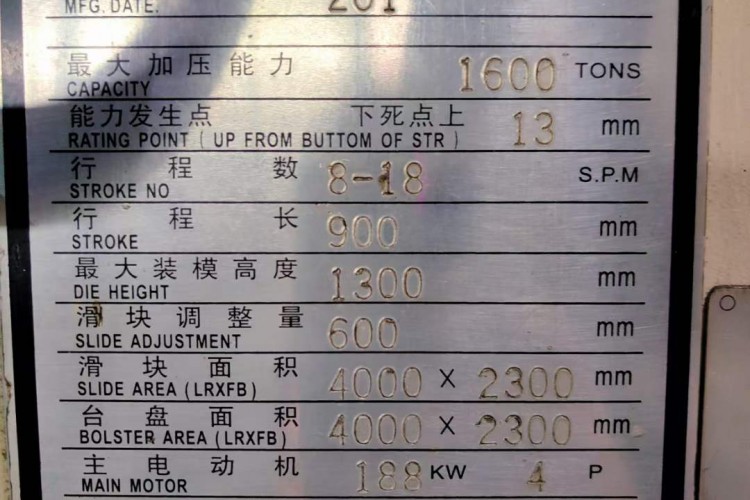 MFG. DATE. 201
最大加压能力
CAPACITY 1600 TONS
能力发生点 下死点上
RATING POINT ( UP FROM BUTTOM OF STR ) 13 mm
行程数
STROKE NO 8-18 S.P.M
行程长
STROKE 900 mm
最大装模高度
DIE HEIGHT 1300 mm
滑块调整量
SLIDE ADJUSTMENT 600 mm
滑块面积
SLIDE AREA (LRXFB) 4000 X 2300 mm
台盘面积
BOLSTER AREA (LRXFB) 4000 X 2300 mm
主电动机
MAIN MOTOR 188 KW 4 P